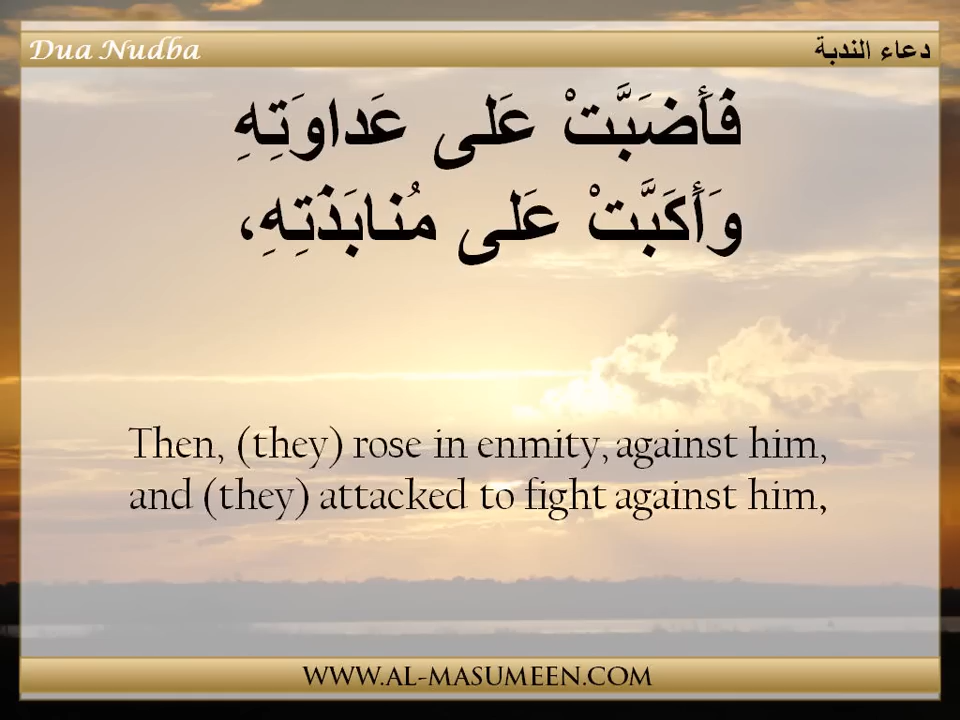 Dua Nudba
دعاء الندبة
فَأَضَبَّتْ عَلى عَداوَتِهِ
وَأَكَبَّتْ عَلى مُنابَذَتِهِ،
Then, (they) rose in enmity, against him,
and (they) attacked to fight against him,
WWW.AL-MASUMEEN.COM